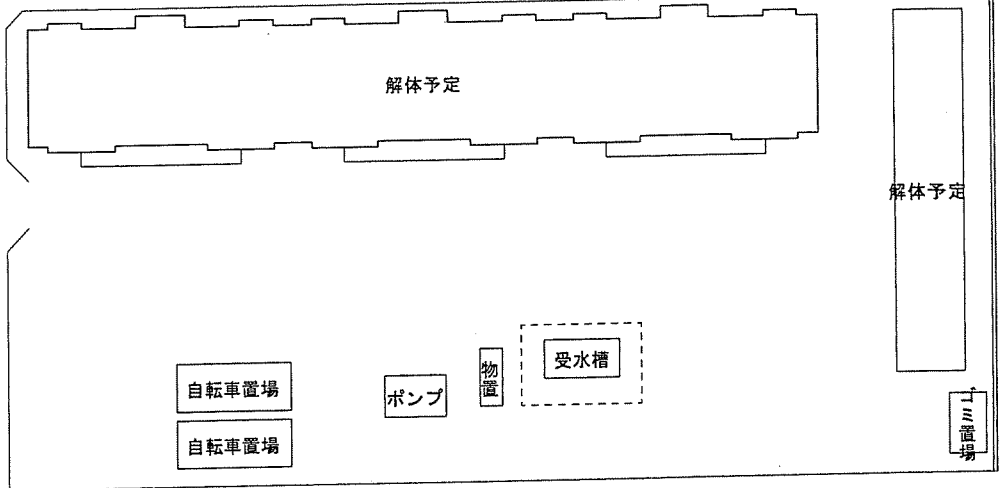 解体予定
解体予定
受水槽
物置
自転車置場
ポンプ
ゴミ置場
自転車置場